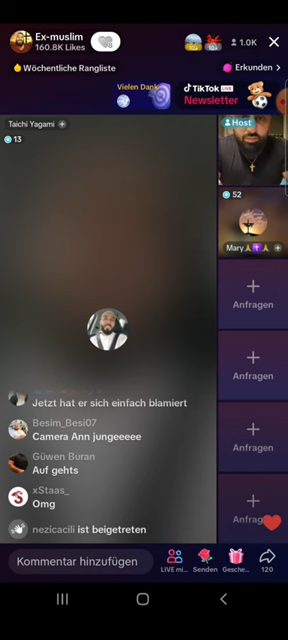 Ex-muslim
160.8K Likes
10+
1.0K
Wöchentliche Rangliste
Erkunden
Vielen Dank
TikTok LIVE
Newsletter
Taichi Yagami
13
Host
52
Mary
Anfragen
Anfragen
Anfragen
Anfrag
Jetzt hat er sich einfach blamiert
Besim_Besi07
Camera Ann jungeeeee
Güwen Buran
Auf gehts
xStaas_
Omg
nezicacili ist beigetreten
Kommentar hinzufügen
LIVE mi...
Senden
Gesche...
120